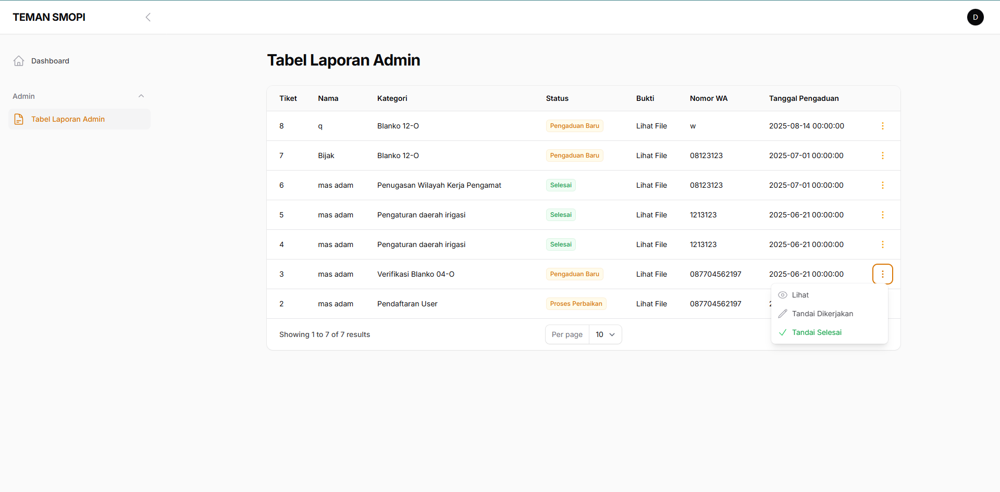 TEMAN SMOPI
D
Dashboard
Admin
Tabel Laporan Admin
Tabel Laporan Admin
Tiket Nama Kategori Status Bukti Nomor WA Tanggal Pengaduan
8 q Blanko 12-O Pengaduan Baru Lihat File w 2025-08-14 00:00:00
7 Bijak Blanko 12-O Pengaduan Baru Lihat File 08123123 2025-07-01 00:00:00
6 mas adam Penugasan Wilayah Kerja Pengamat Selesai Lihat File 08123123 2025-07-01 00:00:00
5 mas adam Pengaturan daerah irigasi Selesai Lihat File 1213123 2025-06-21 00:00:00
4 mas adam Pengaturan daerah irigasi Selesai Lihat File 1213123 2025-06-21 00:00:00
3 mas adam Verifikasi Blanko 04-O Pengaduan Baru Lihat File 087704562197 2025-06-21 00:00:00
2 mas adam Pendaftaran User Proses Perbaikan Lihat File 087704562197
Lihat
Tandai Dikerjakan
Tandai Selesai
Showing 1 to 7 of 7 results
Per page 10